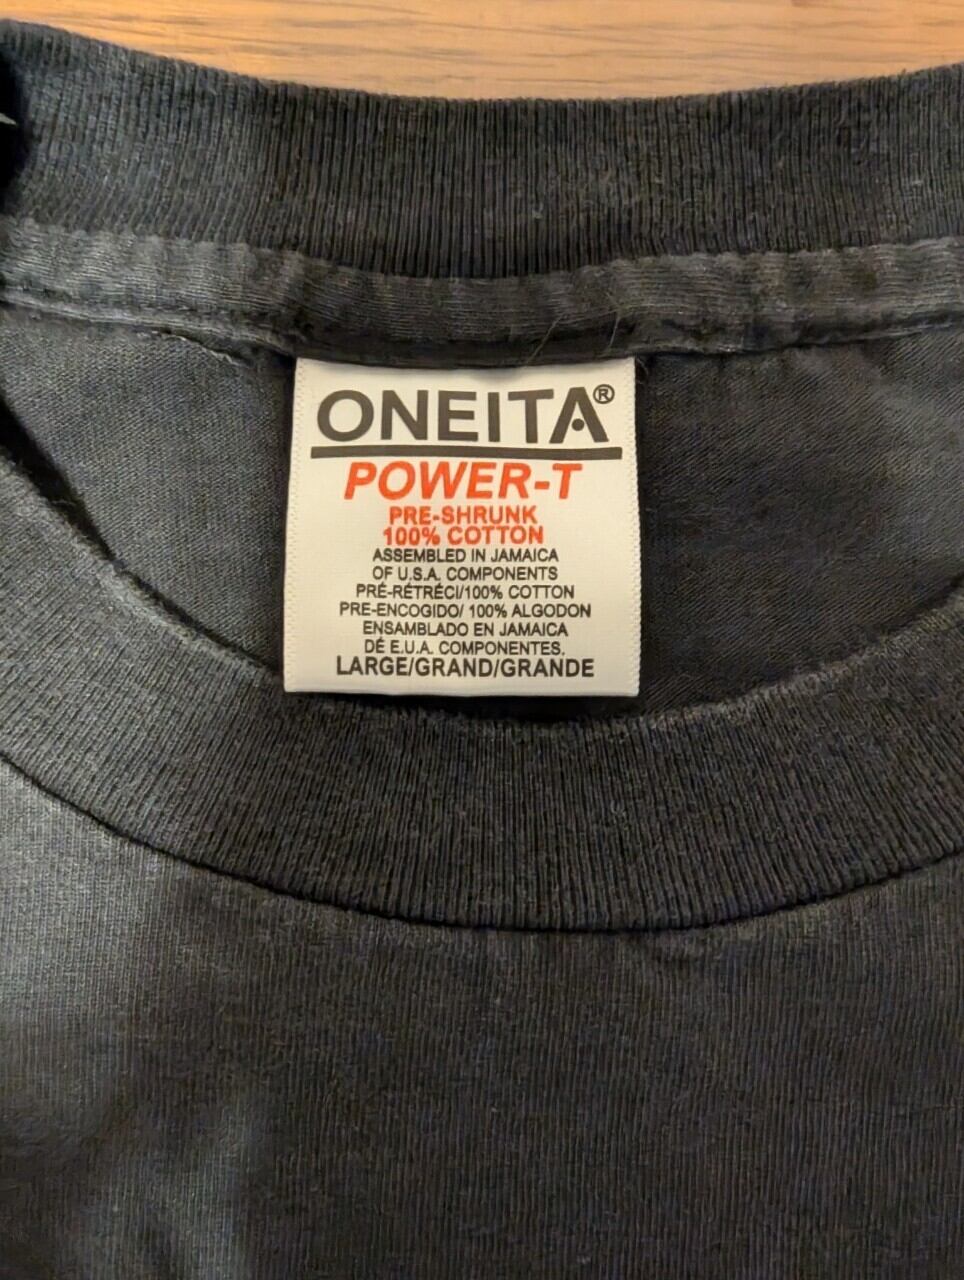 ONEITA®
POWER-T
PRE-SHRUNK
100% COTTON
ASSEMBLED IN JAMAICA
OF U.S.A. COMPONENTS
PRÉ-RÉTRÉCI/100% COTTON
PRE-ENCOGIDO/ 100% ALGODON
ENSAMBLADO EN JAMAICA
DÉ E.U.A. COMPONENTES.
LARGE/GRAND/GRANDE